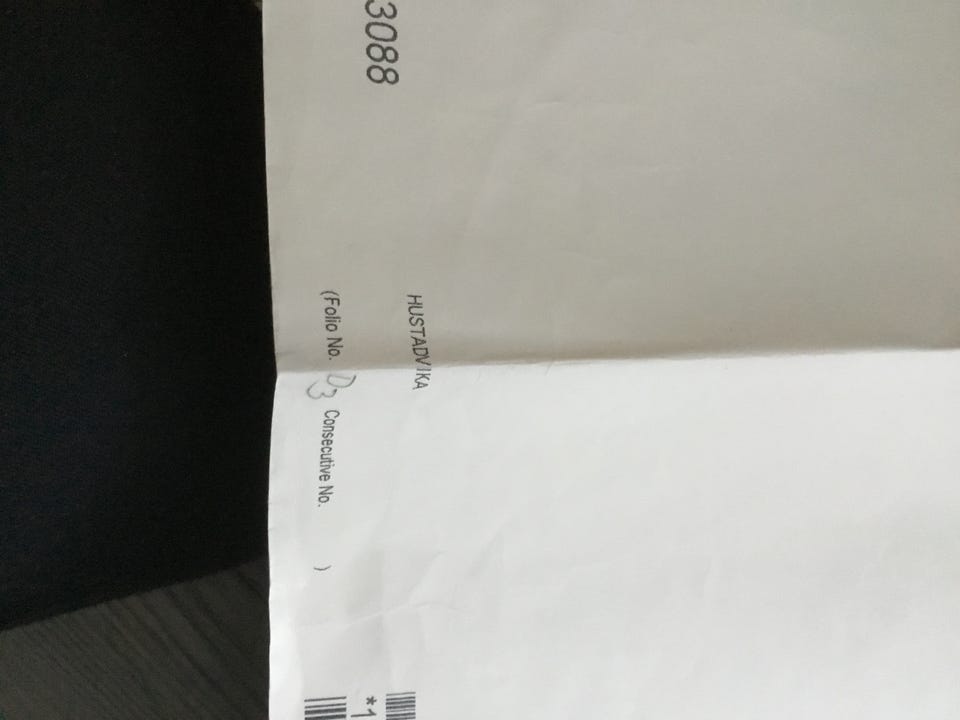 HUSTADVIKA
3088 *1
(Folio No. D3 Consecutive No. )